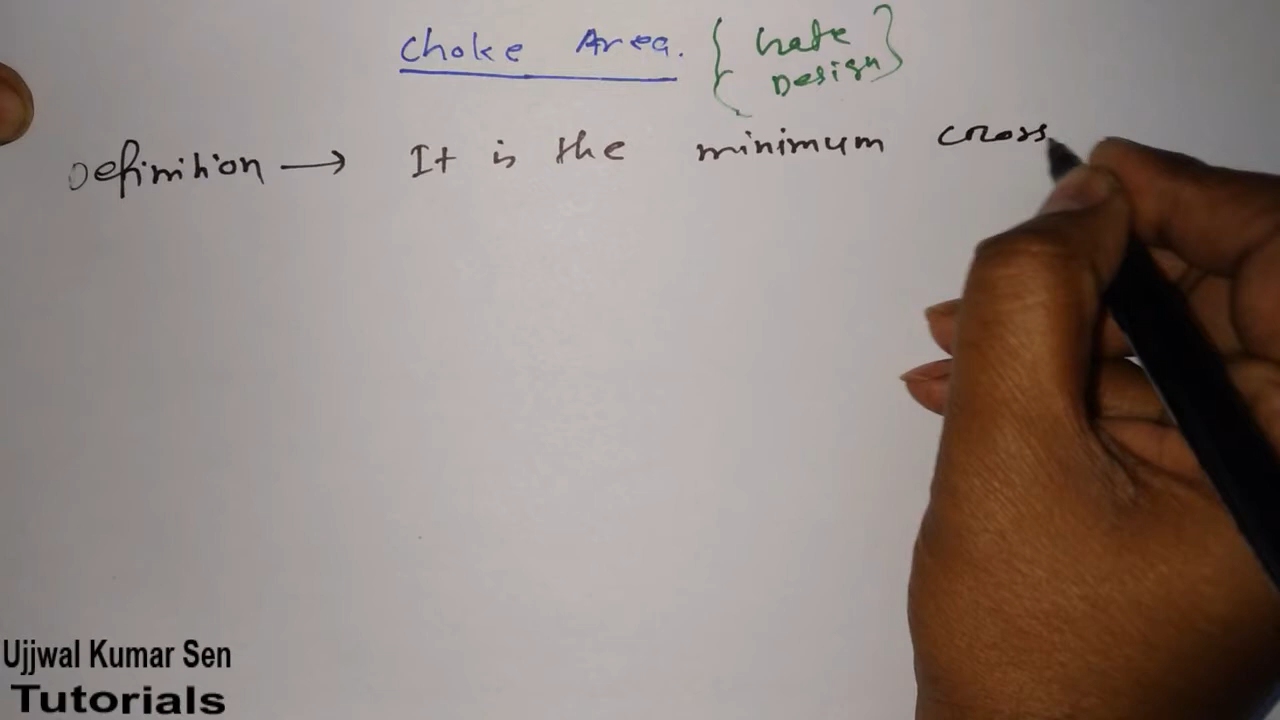 Choke Area. { Gate
Design }
Definition → It is the minimum cross
Ujjwal Kumar Sen
Tutorials